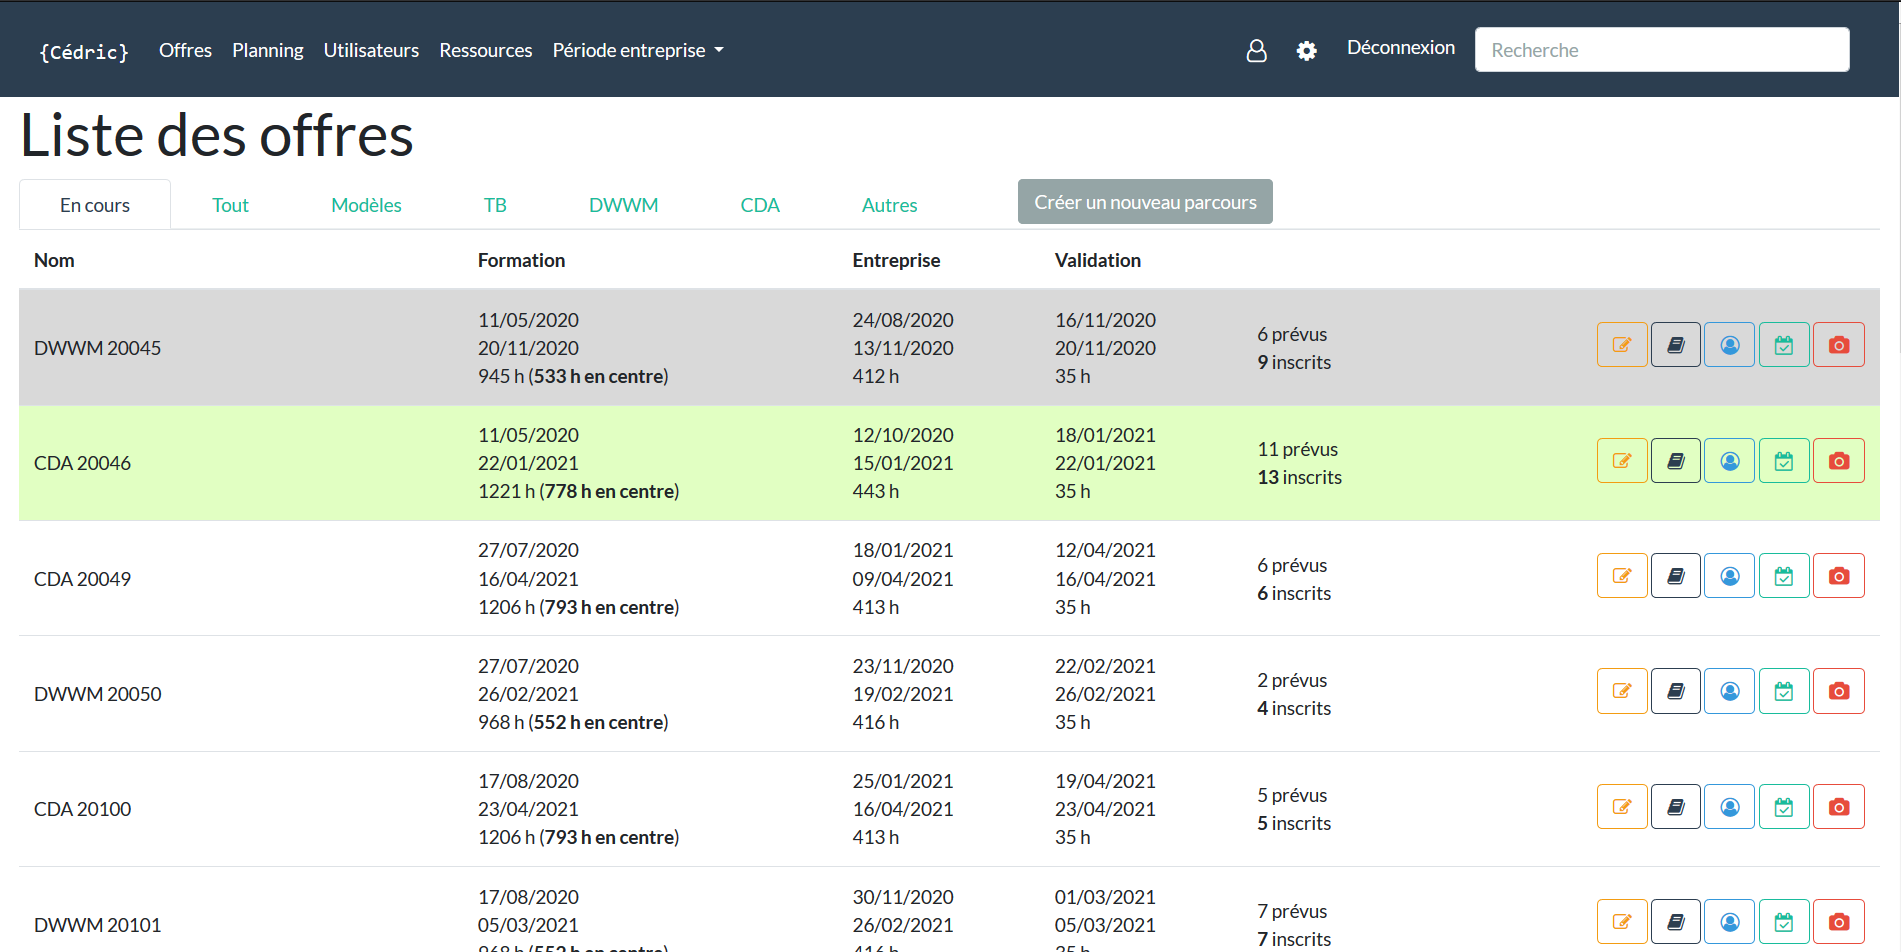 {Cédric} Offres Planning Utilisateurs Ressources Période entreprise Déconnexion Recherche
Liste des offres
En cours Tout Modèles TB DWWM CDA Autres Créer un nouveau parcours
Nom Formation Entreprise Validation
11/05/2020 24/08/2020 16/11/2020
6 prévus
DWWM 20045 20/11/2020 13/11/2020 20/11/2020
9 inscrits
945 h (533 h en centre) 412 h 35 h
11/05/2020 12/10/2020 18/01/2021
11 prévus
CDA 20046 22/01/2021 15/01/2021 22/01/2021
13 inscrits
1221 h (778 h en centre) 443 h 35 h
27/07/2020 18/01/2021 12/04/2021
6 prévus
CDA 20049 16/04/2021 09/04/2021 16/04/2021
6 inscrits
1206 h (793 h en centre) 413 h 35 h
27/07/2020 23/11/2020 22/02/2021
2 prévus
DWWM 20050 26/02/2021 19/02/2021 26/02/2021
4 inscrits
968 h (552 h en centre) 416 h 35 h
17/08/2020 25/01/2021 19/04/2021
5 prévus
CDA 20100 23/04/2021 16/04/2021 23/04/2021
5 inscrits
1206 h (793 h en centre) 413 h 35 h
17/08/2020 30/11/2020 01/03/2021
7 prévus
DWWM 20101 05/03/2021 26/02/2021 05/03/2021
7 inscrits
968 h (552 h en centre) 416 h 35 h